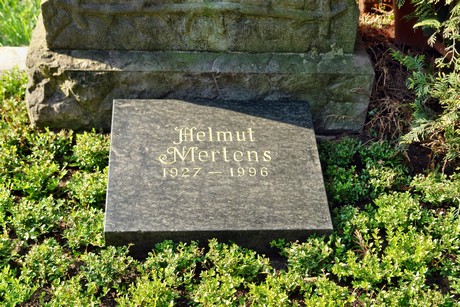 Helmut
Mertens
1927 — 1996